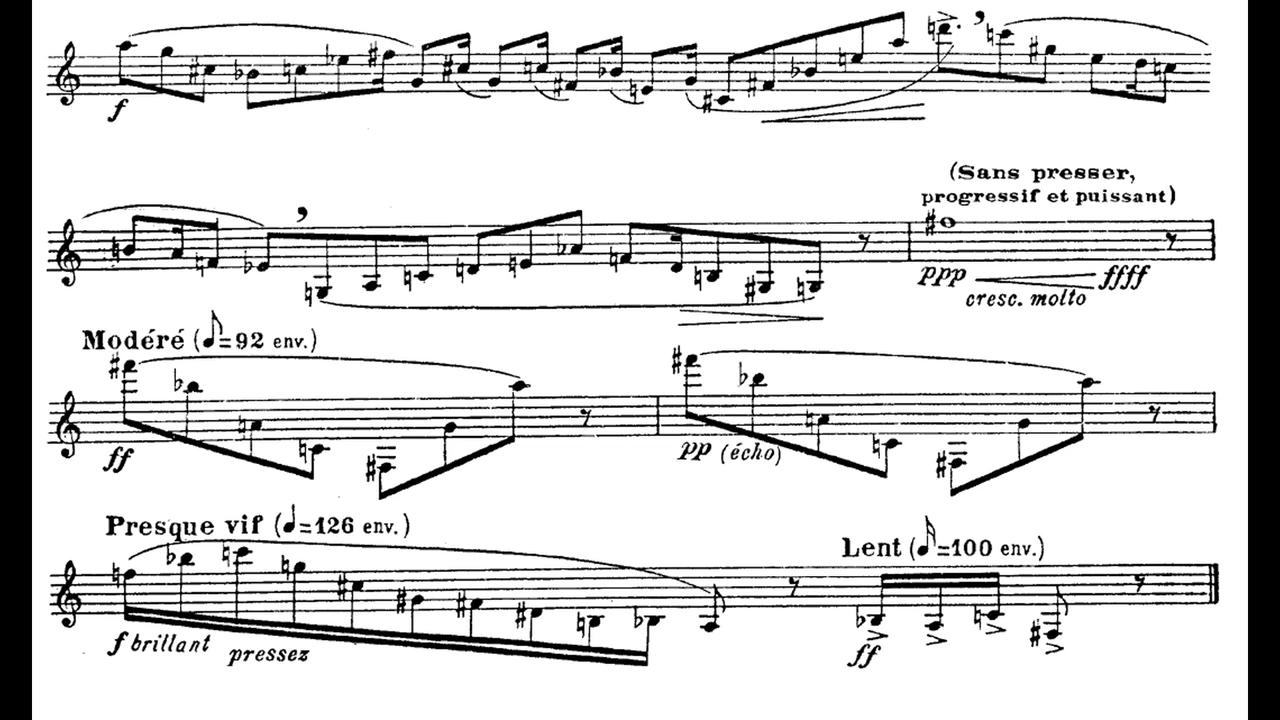 f
(Sans presser,
progressif et puissant)
ppp ffff
cresc. molto
Modéré (♪=92 env.)
ff
pp (écho)
Presque vif (♩=126 env.)
Lent (𝅘𝅥𝅯=100 env.)
f brillant pressez
ff